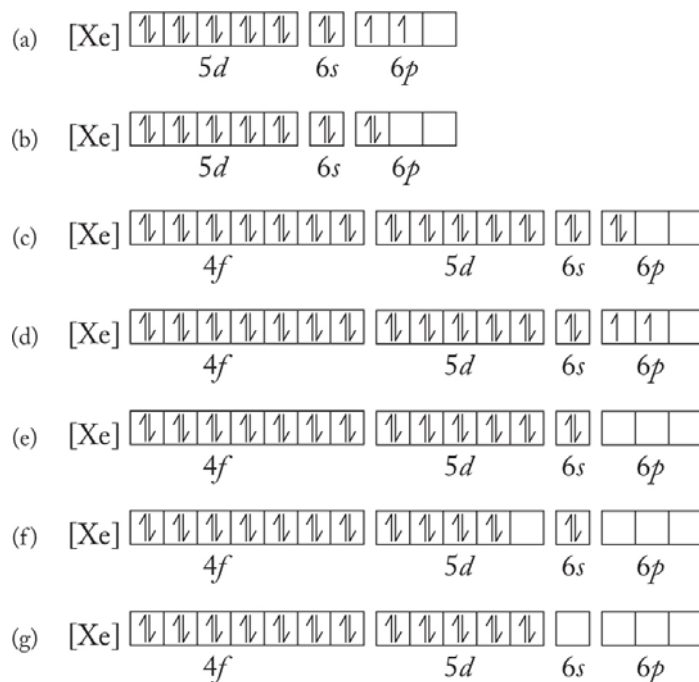 (a) [Xe]
5d 6s 6p
(b) [Xe]
5d 6s 6p
(c) [Xe]
4f 5d 6s 6p
(d) [Xe]
4f 5d 6s 6p
(e) [Xe]
4f 5d 6s 6p
(f) [Xe]
4f 5d 6s 6p
(g) [Xe]
4f 5d 6s 6p